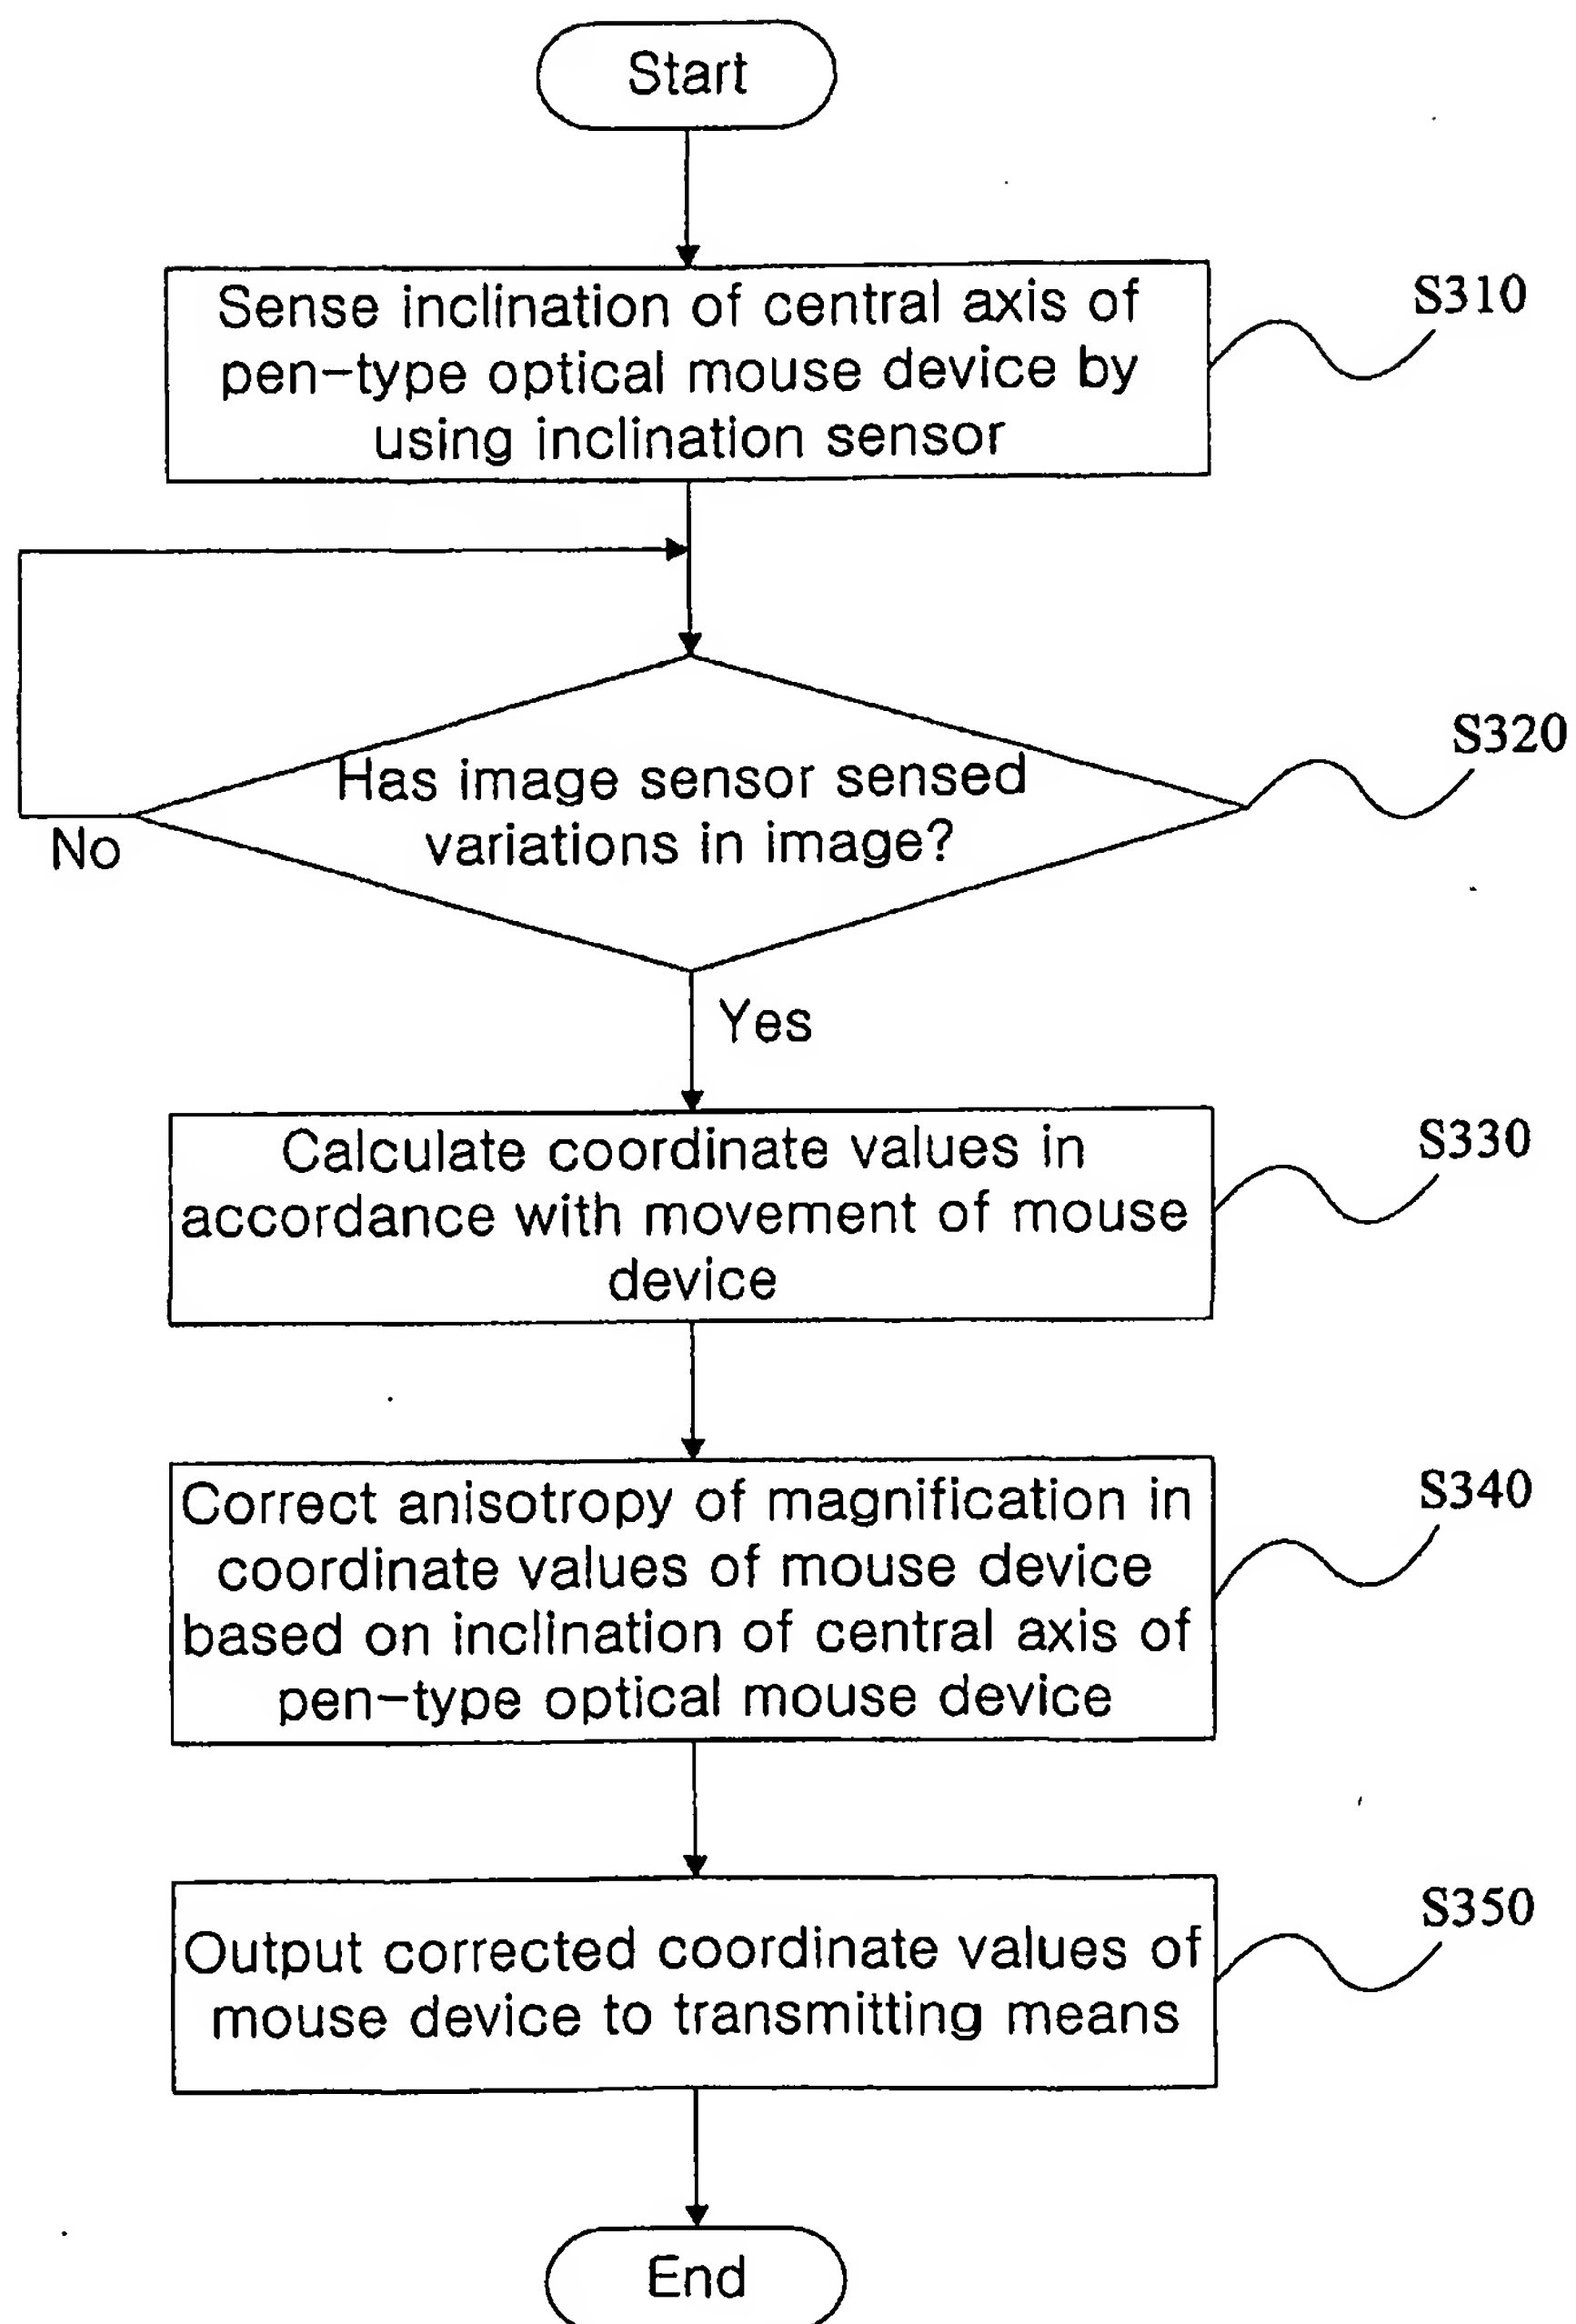 Start
Sense inclination of central axis of
pen-type optical mouse device by
using inclination sensor
S310
Has image sensor sensed
variations in image?
S320
No
Yes
Calculate coordinate values in
accordance with movement of mouse
device
S330
Correct anisotropy of magnification in
coordinate values of mouse device
based on inclination of central axis of
pen-type optical mouse device
S340
Output corrected coordinate values of
mouse device to transmitting means
S350
End